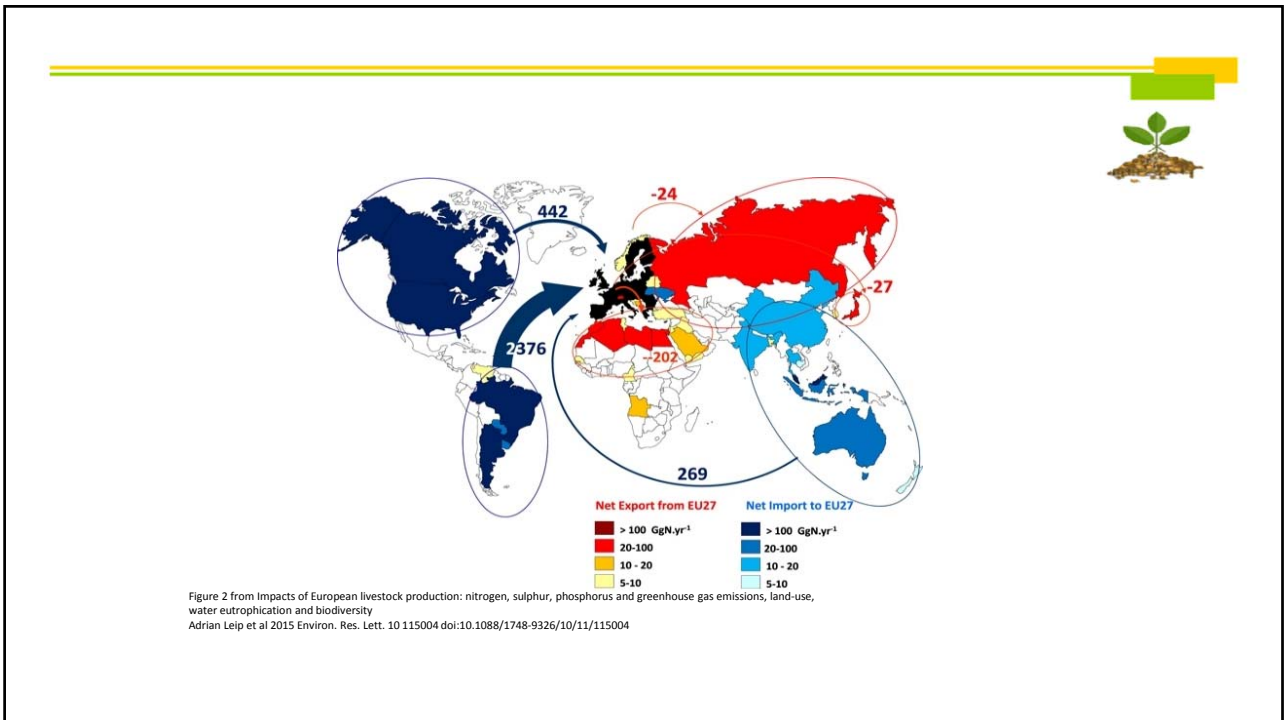 -24
442
-27
2376
--202
269
Net Export from EU27
Net Import to EU27
> 100 GgN.yr-1
> 100 GgN.yr-1
20-100
20-100
10 - 20
10 - 20
5-10
5-10
Figure 2 from Impacts of European livestock production: nitrogen, sulphur, phosphorus and greenhouse gas emissions, land-use,
water eutrophication and biodiversity
Adrian Leip et al 2015 Environ. Res. Lett. 10 115004 doi:10.1088/1748-9326/10/11/115004